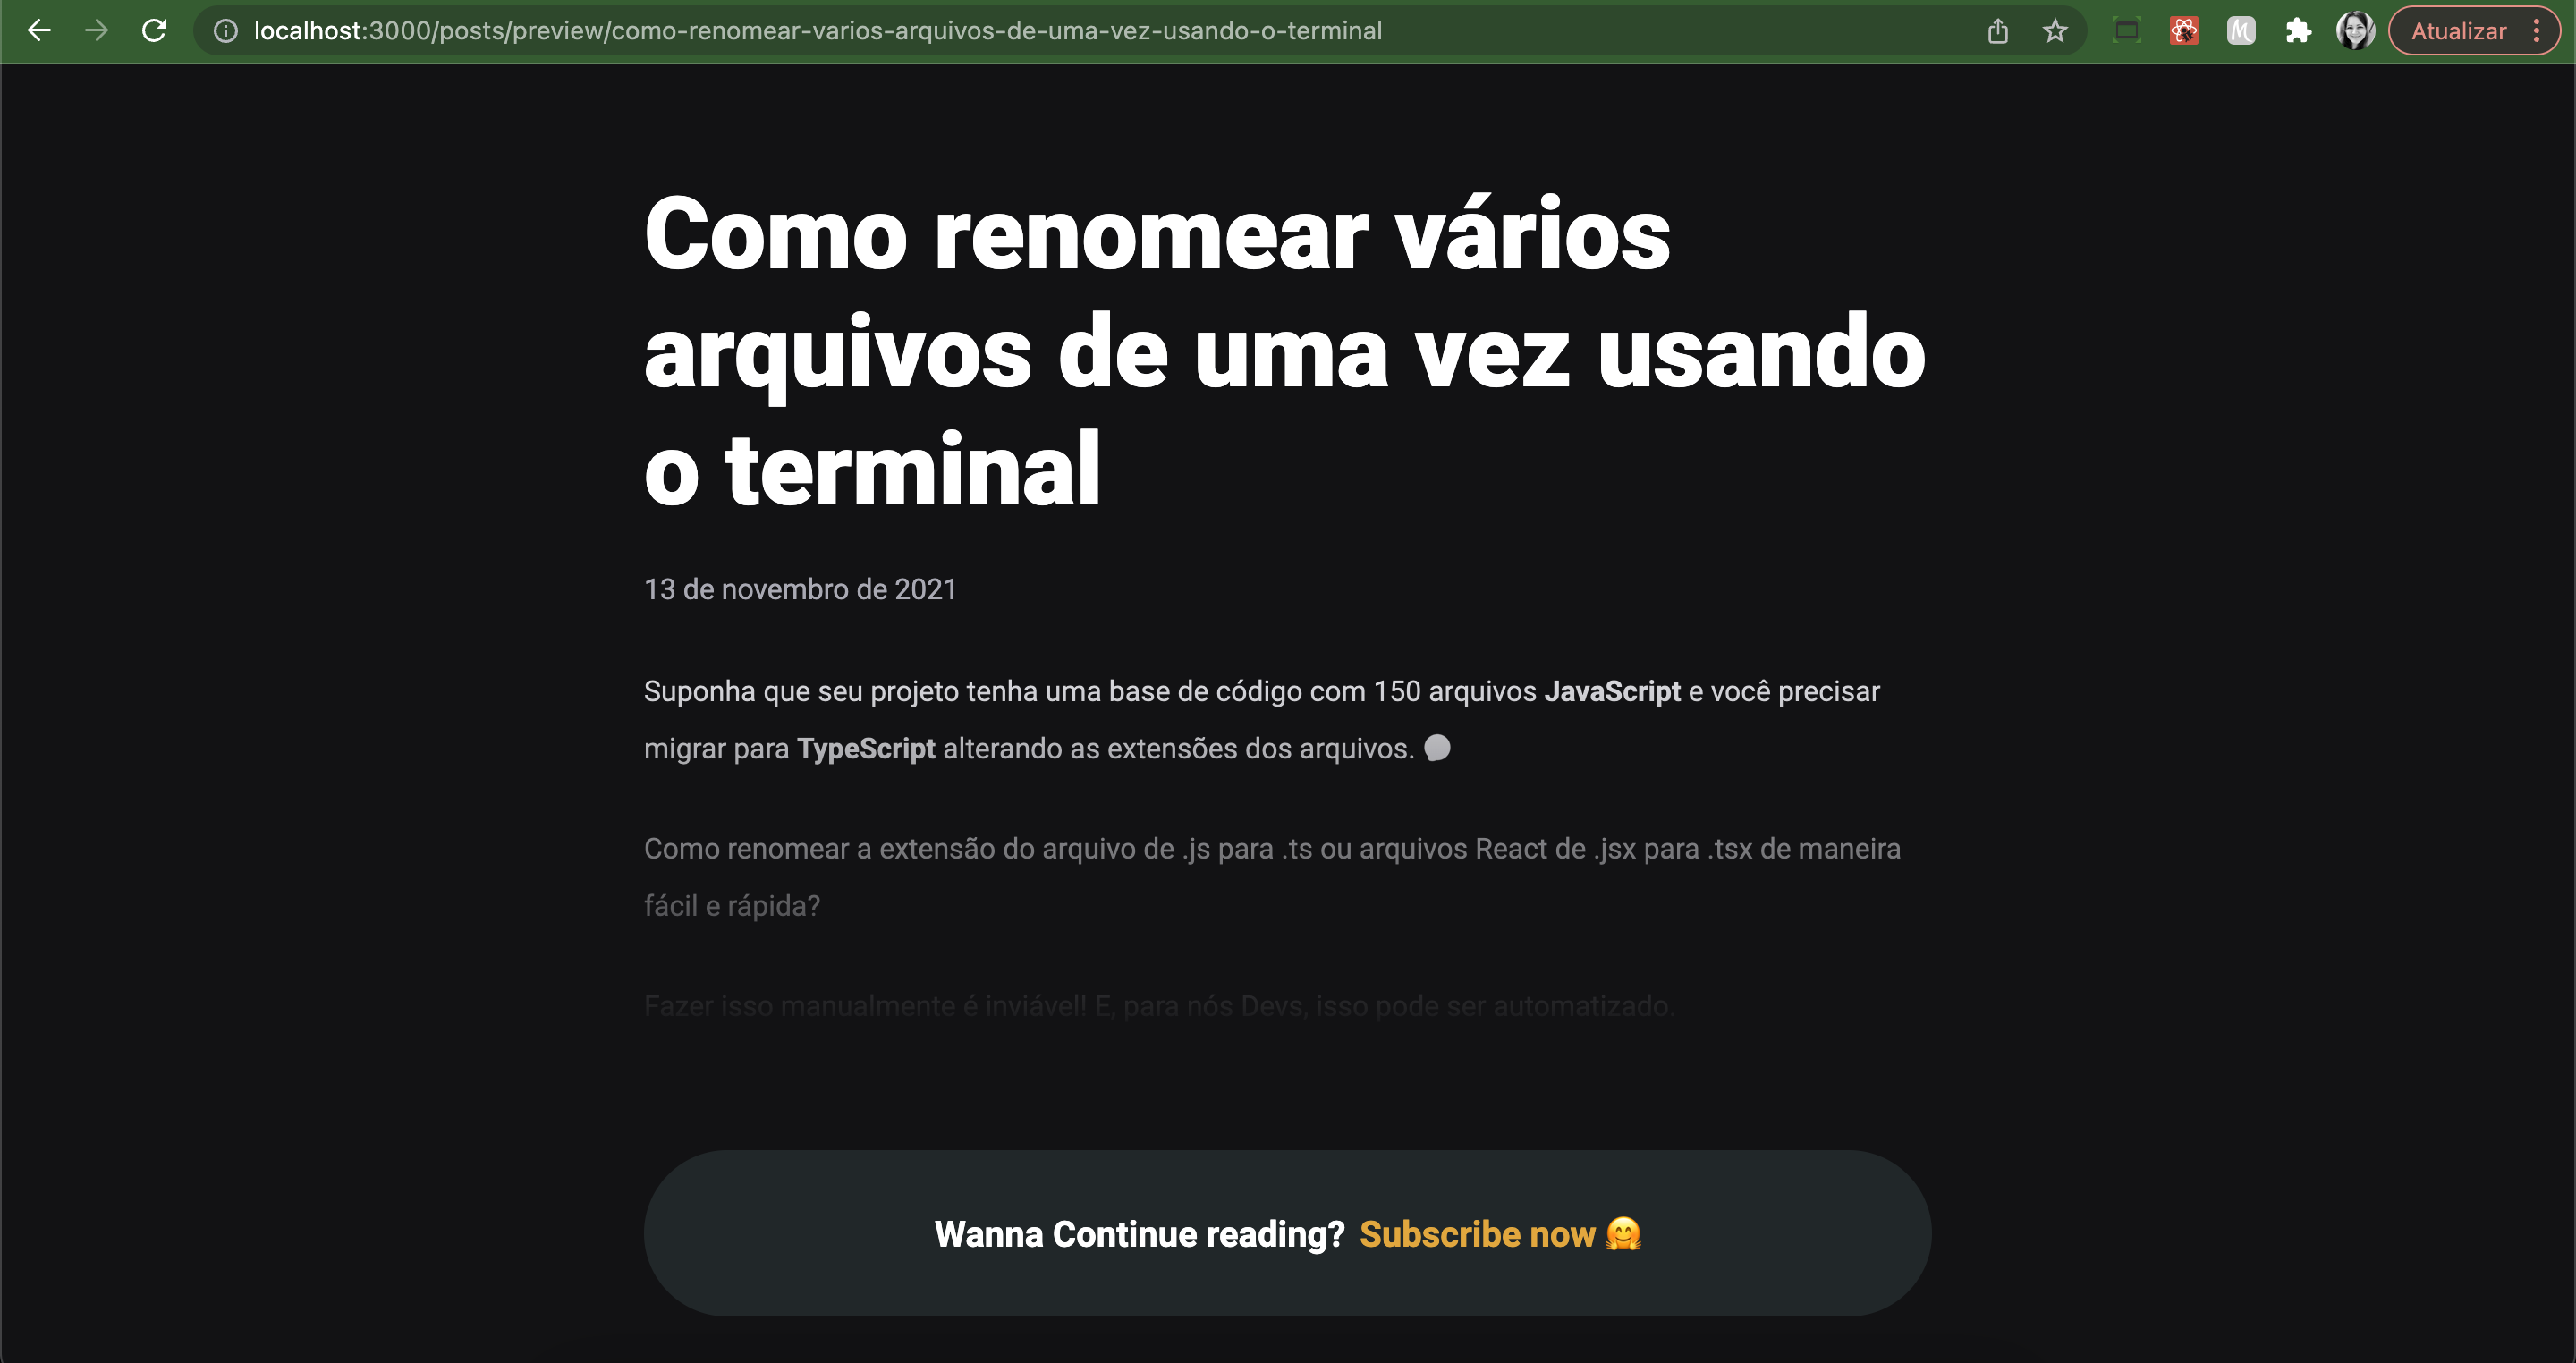 localhost:3000/posts/preview/como-renomear-varios-arquivos-de-uma-vez-usando-o-terminal
Atualizar
Como renomear vários
arquivos de uma vez usando
o terminal
13 de novembro de 2021
Suponha que seu projeto tenha uma base de código com 150 arquivos JavaScript e você precisar
migrar para TypeScript alterando as extensões dos arquivos.
Como renomear a extensão do arquivo de .js para .ts ou arquivos React de .jsx para .tsx de maneira
fácil e rápida?
Fazer isso manualmente é inviável! E, para nós Devs, isso pode ser automatizado.
Wanna Continue reading? Subscribe now 🤗